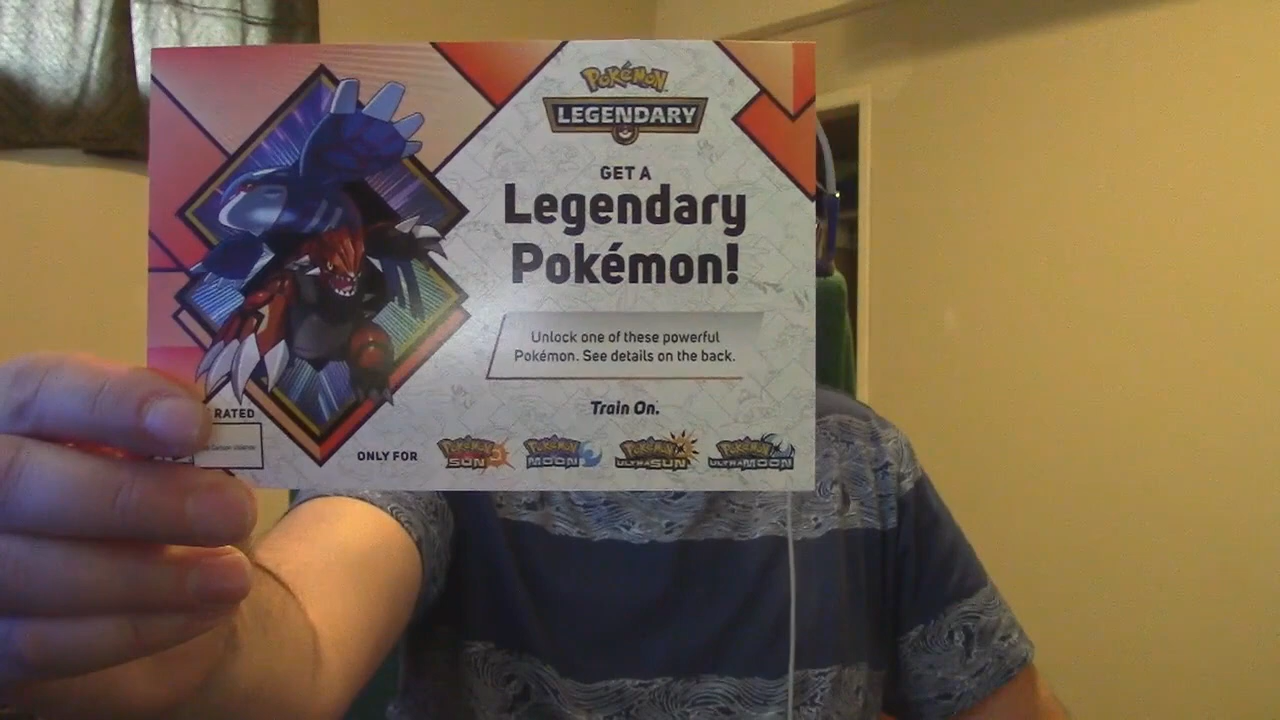 POKéMON
LEGENDARY
GET A
Legendary
Pokémon!
Unlock one of these powerful
Pokémon. See details on the back.
Train On.
RATED
ONLY FOR
POKéMON
SUN
POKéMON
MOON
POKéMON
ULTRA SUN
POKéMON
ULTRA MOON